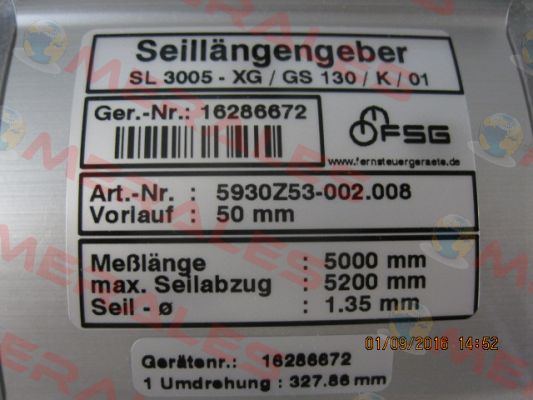 Seillängengeber
SL 3005 - XG / GS 130 / K / 01
Ger.-Nr.: 16286672
FSG
www.fernsteuergeraete.de
Art.-Nr. : 5930Z53-002.008
Vorlauf : 50 mm
Meßlänge : 5000 mm
max. Seilabzug : 5200 mm
Seil - ø : 1.35 mm
01/09/2016 14:52
Gerätenr.: 16286672
1 Umdrehung : 327.86 mm
MERALES